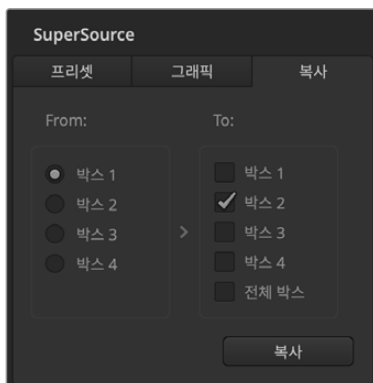 SuperSource
프리셋 그래픽 복사
From: To:
박스 1 박스 1
박스 2 박스 2
박스 3 > 박스 3
박스 4 박스 4
전체 박스
복사